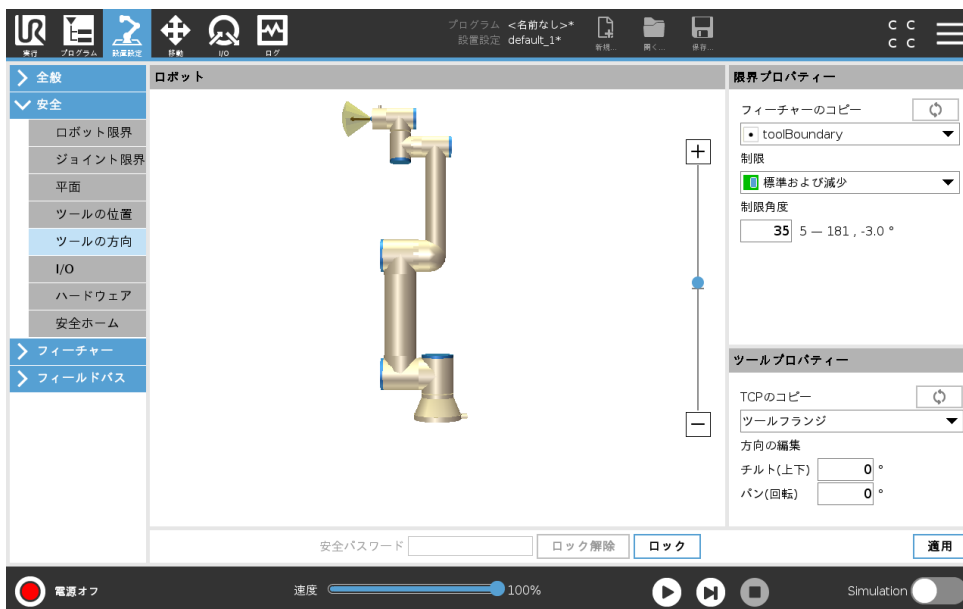 UR
実行
プログラム
設置設定
移動
I/O
ログ
プログラム <名前なし>*
設置設定 default_1*
新規...
開く...
保存...
C C
C C
全般
安全
ロボット限界
ジョイント限界
平面
ツールの位置
ツールの方向
I/O
ハードウェア
安全ホーム
フィーチャー
フィールドバス
ロボット
限界プロパティー
フィーチャーのコピー
toolBoundary
制限
標準および減少
制限角度
35 5 — 181 , -3.0 °
ツールプロパティー
TCPのコピー
ツールフランジ
方向の編集
チルト(上下) 0 °
パン(回転) 0 °
安全パスワード ロック解除 ロック 適用
電源オフ 速度 100% Simulation